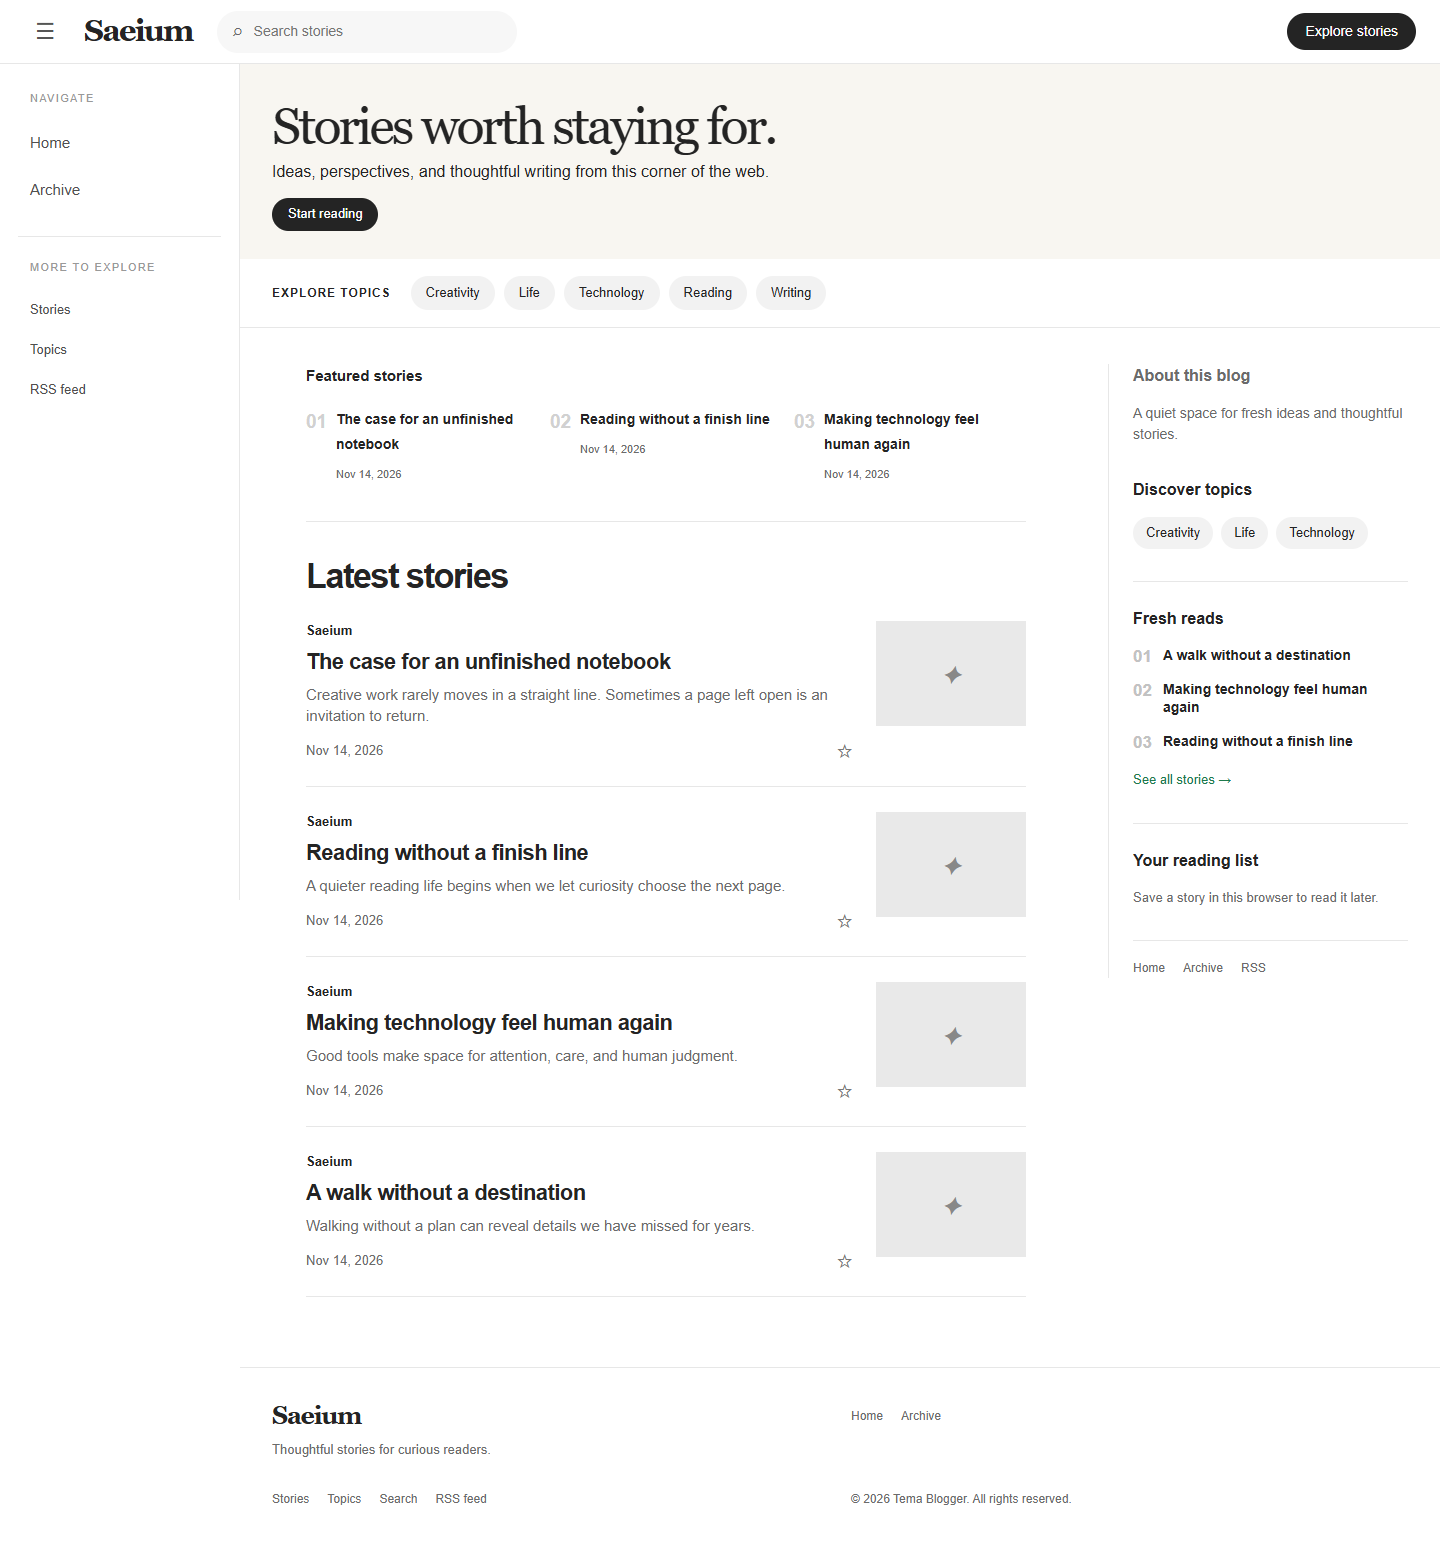 Saeium
Search stories
Explore stories
NAVIGATE
Home
Archive
MORE TO EXPLORE
Stories
Topics
RSS feed
Stories worth staying for.
Ideas, perspectives, and thoughtful writing from this corner of the web.
Start reading
EXPLORE TOPICS
Creativity
Life
Technology
Reading
Writing
Featured stories
01
The case for an unfinished
notebook
Nov 14, 2026
02
Reading without a finish line
Nov 14, 2026
03
Making technology feel
human again
Nov 14, 2026
Latest stories
Saeium
The case for an unfinished notebook
Creative work rarely moves in a straight line. Sometimes a page left open is an
invitation to return.
Nov 14, 2026
Saeium
Reading without a finish line
A quieter reading life begins when we let curiosity choose the next page.
Nov 14, 2026
Saeium
Making technology feel human again
Good tools make space for attention, care, and human judgment.
Nov 14, 2026
Saeium
A walk without a destination
Walking without a plan can reveal details we have missed for years.
Nov 14, 2026
About this blog
A quiet space for fresh ideas and thoughtful
stories.
Discover topics
Creativity
Life
Technology
Fresh reads
01
A walk without a destination
02
Making technology feel human
again
03
Reading without a finish line
See all stories →
Your reading list
Save a story in this browser to read it later.
Home
Archive
RSS
Saeium
Thoughtful stories for curious readers.
Home
Archive
Stories
Topics
Search
RSS feed
© 2026 Tema Blogger. All rights reserved.